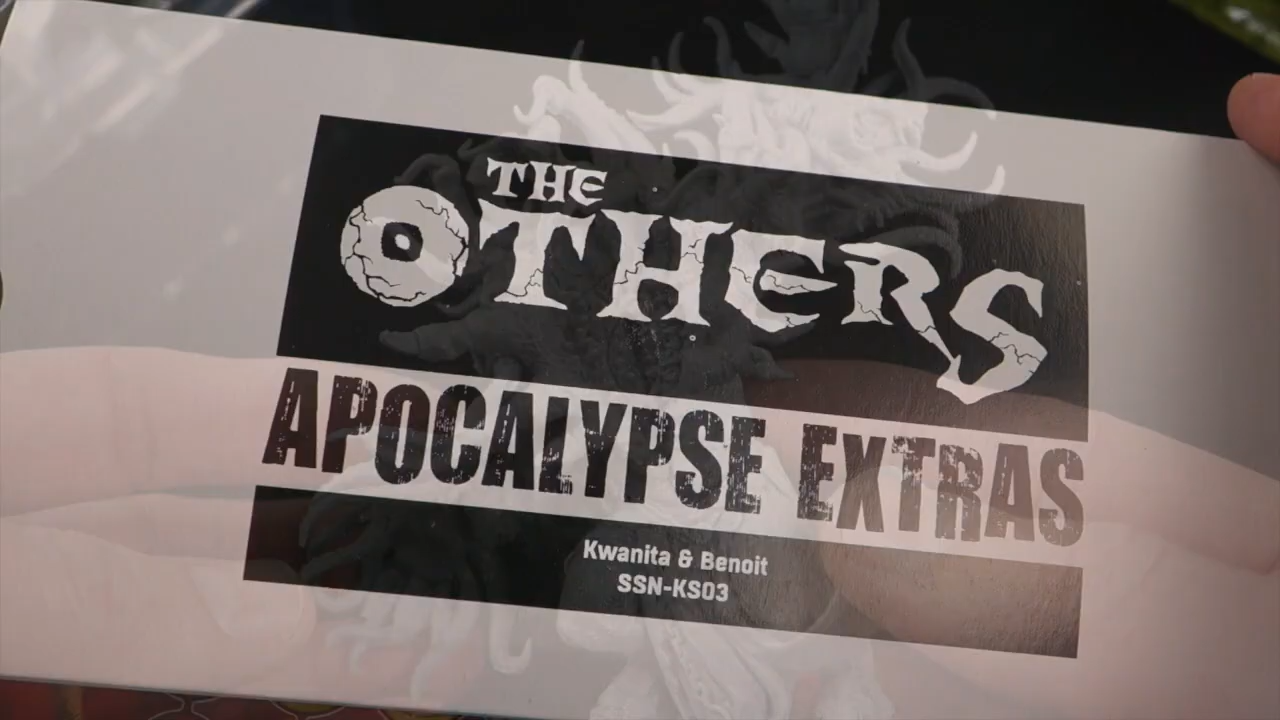 THE
OTHERS
APOCALYPSE EXTRAS
Kwanita & Benoit
SSN-KS03